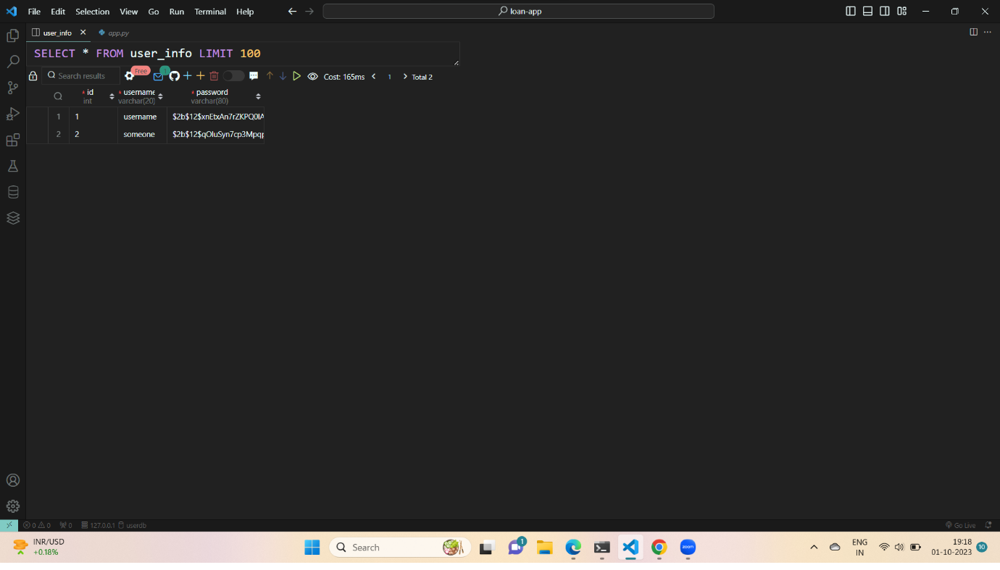 File Edit Selection View Go Run Terminal Help
loan-app
user_info
app.py
SELECT * FROM user_info LIMIT 100
Search results
Free
1
Cost: 165ms
1
Total 2
* id
int
* username
varchar(20)
* password
varchar(80)
1 1 username $2b$12$xnEtxAn7rZKPQ0lA
2 2 someone $2b$12$qOluSyn7cp3Mpqp
0 0 0 127.0.0.1 userdb
Go Live
INR/USD
+0.18%
Search
1
zoom
ENG
IN
19:18
01-10-2023
10